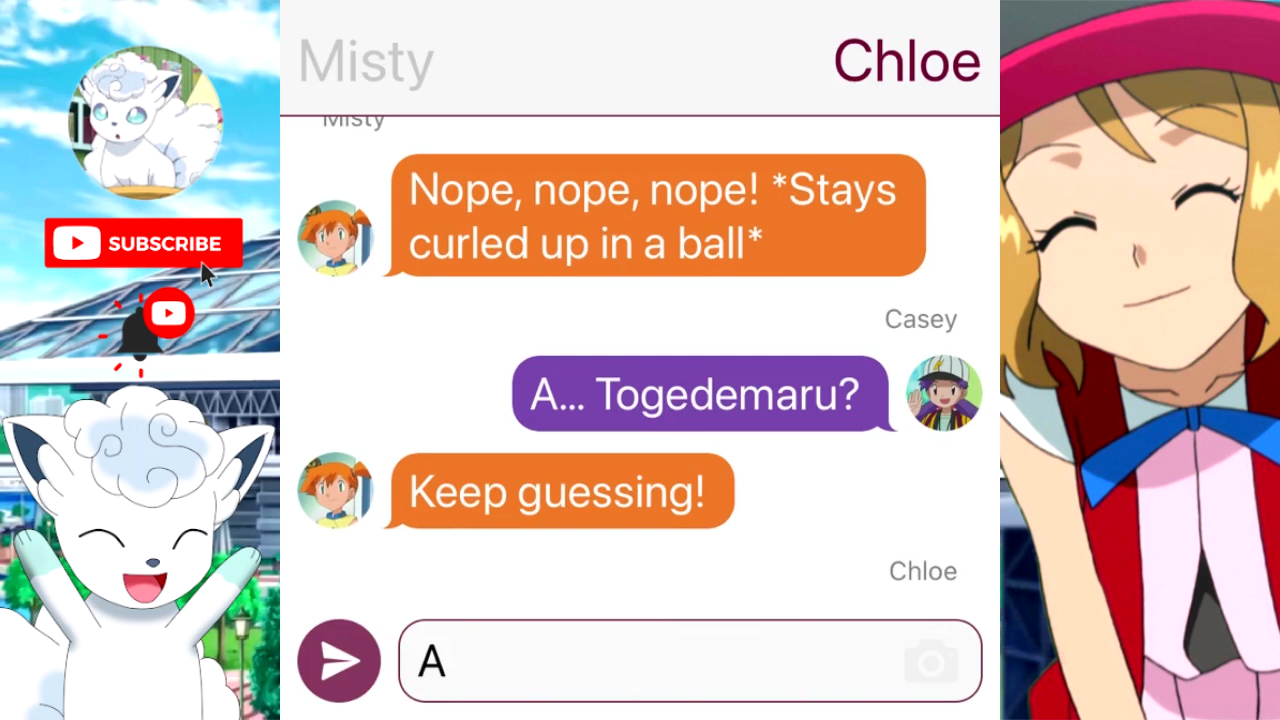 Misty
Chloe
Misty
Nope, nope, nope! *Stays
curled up in a ball*
SUBSCRIBE
Casey
A... Togedemaru?
Keep guessing!
Chloe
A